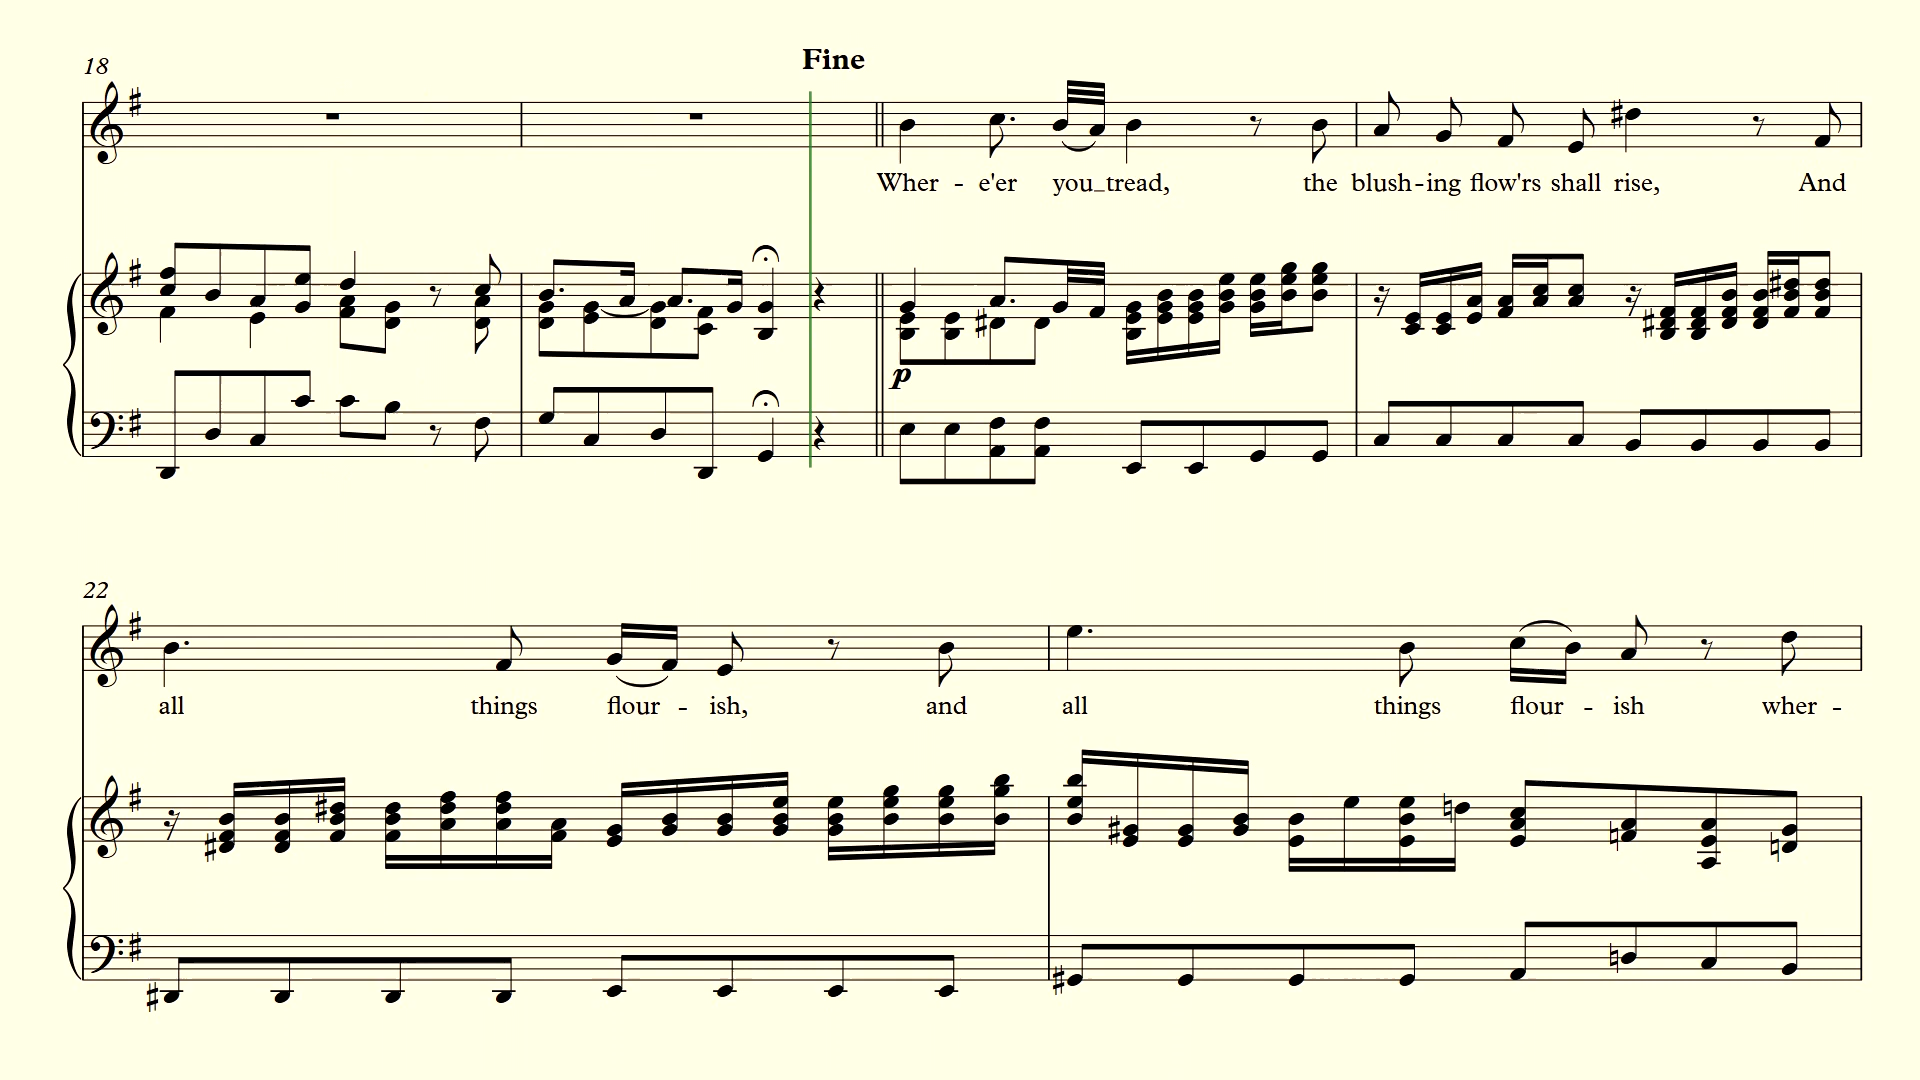 18
Fine
Wher - e'er you_tread, the blush-ing flow'rs shall rise, And
p
22
all things flour - ish, and all things flour - ish wher -